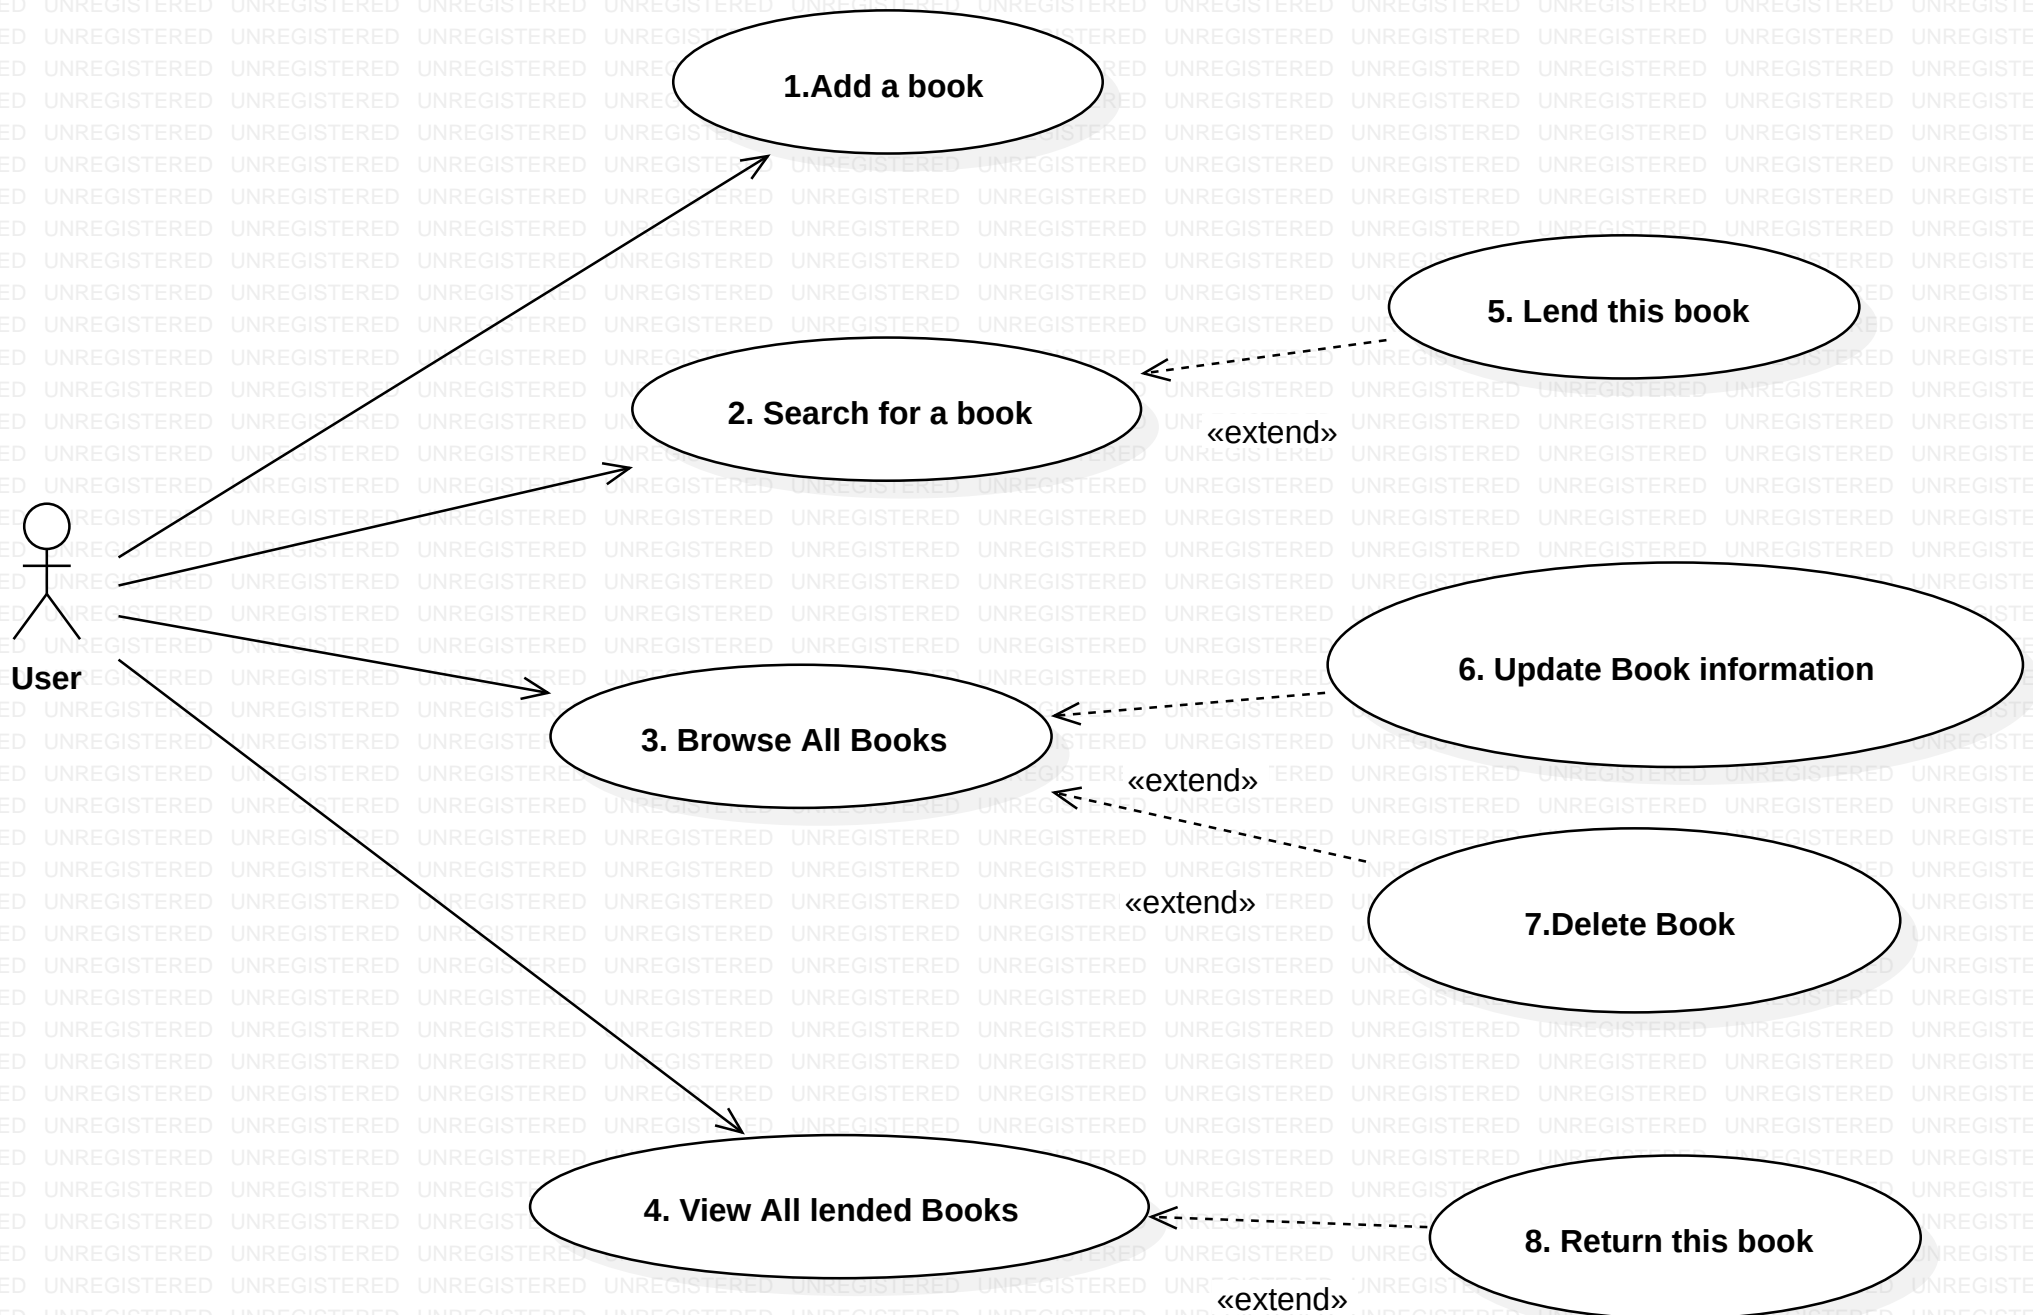 1.Add a book
5. Lend this book
2. Search for a book
«extend»
User
6. Update Book information
3. Browse All Books
«extend»
«extend»
7.Delete Book
4. View All lended Books
8. Return this book
«extend»
UNREGISTERED